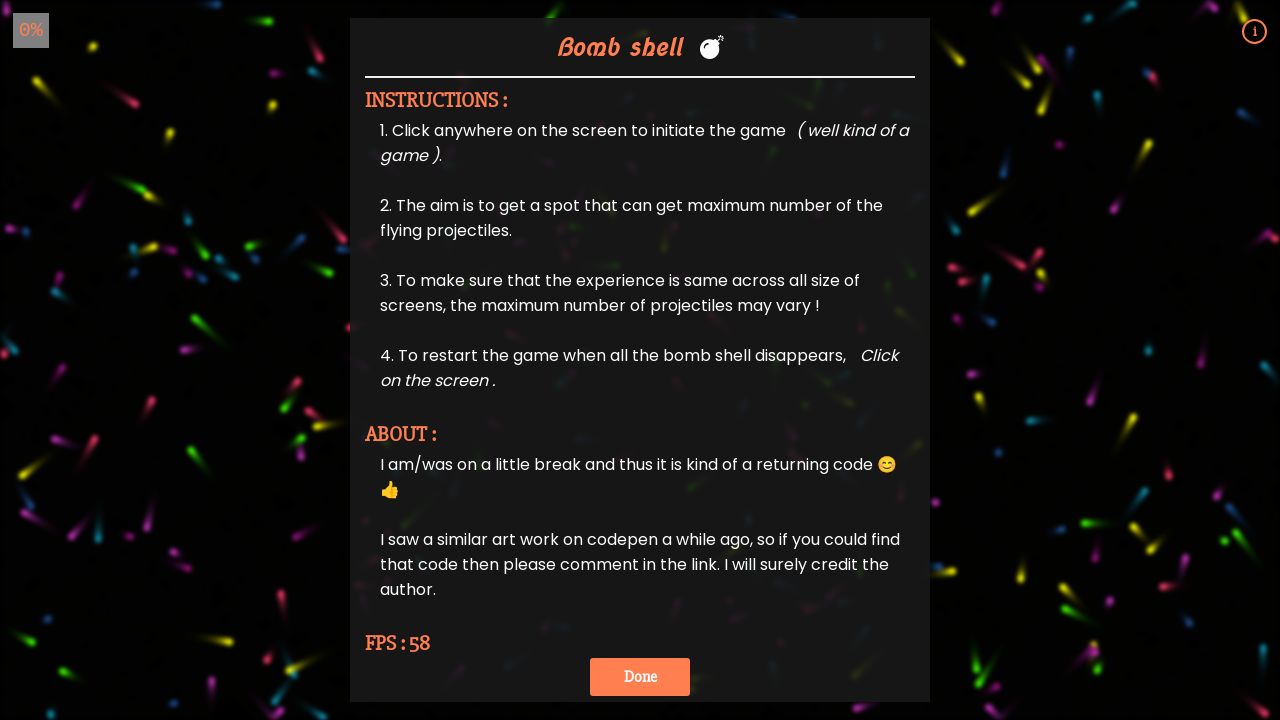 0%
i
Bomb shell 💣
INSTRUCTIONS :
1. Click anywhere on the screen to initiate the game ( well kind of a
game ).
2. The aim is to get a spot that can get maximum number of the
flying projectiles.
3. To make sure that the experience is same across all size of
screens, the maximum number of projectiles may vary !
4. To restart the game when all the bomb shell disappears, Click
on the screen .
ABOUT :
I am/was on a little break and thus it is kind of a returning code 😊
👍
I saw a similar art work on codepen a while ago, so if you could find
that code then please comment in the link. I will surely credit the
author.
FPS : 58
Done